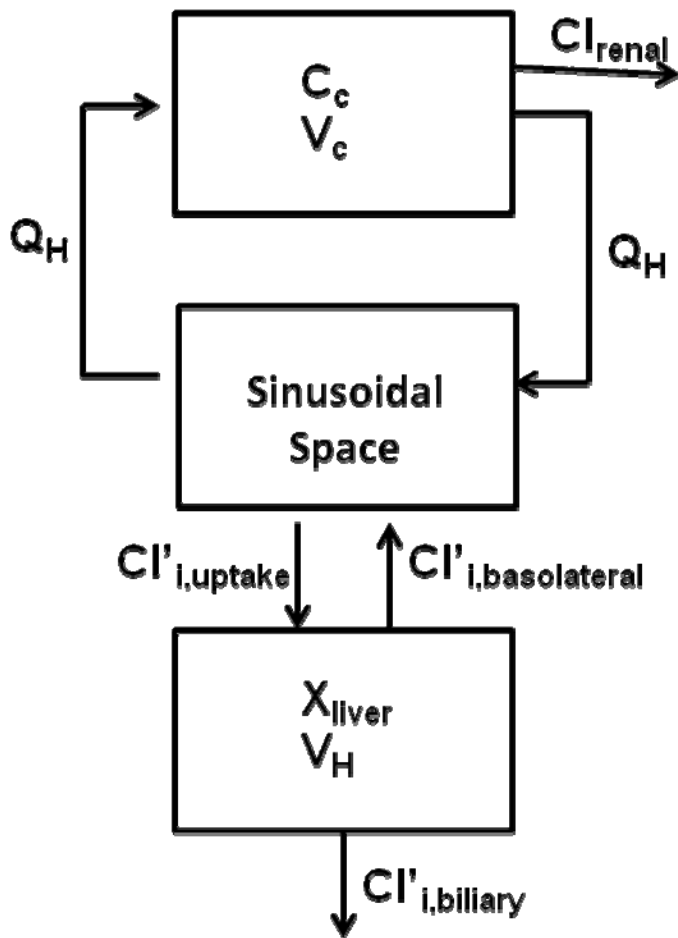 Cl_renal
C_c
V_c
Q_H
Q_H
Sinusoidal
Space
Cl'_i,uptake
Cl'_i,basolateral
X_liver
V_H
Cl'_i,biliary